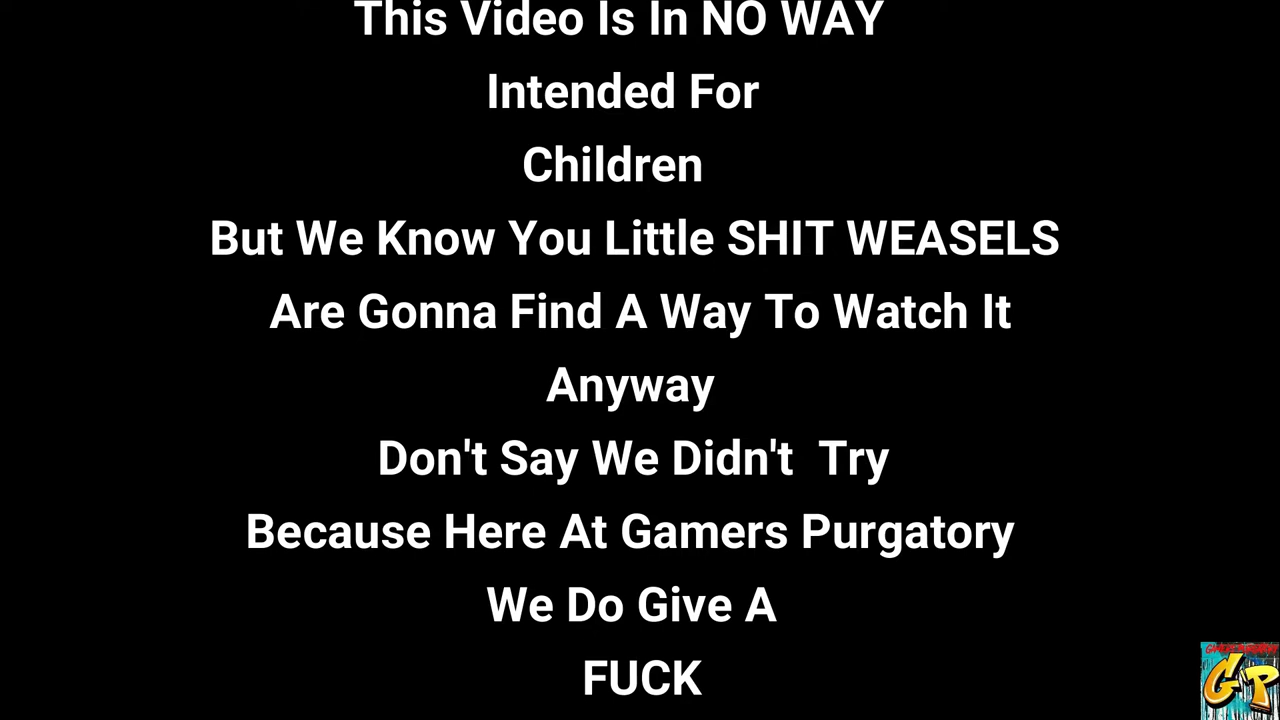 This Video Is In NO WAY
Intended For
Children
But We Know You Little SHIT WEASELS
Are Gonna Find A Way To Watch It
Anyway
Don't Say We Didn't  Try
Because Here At Gamers Purgatory
We Do Give A
FUCK
GAMERS PURGATORY
GP